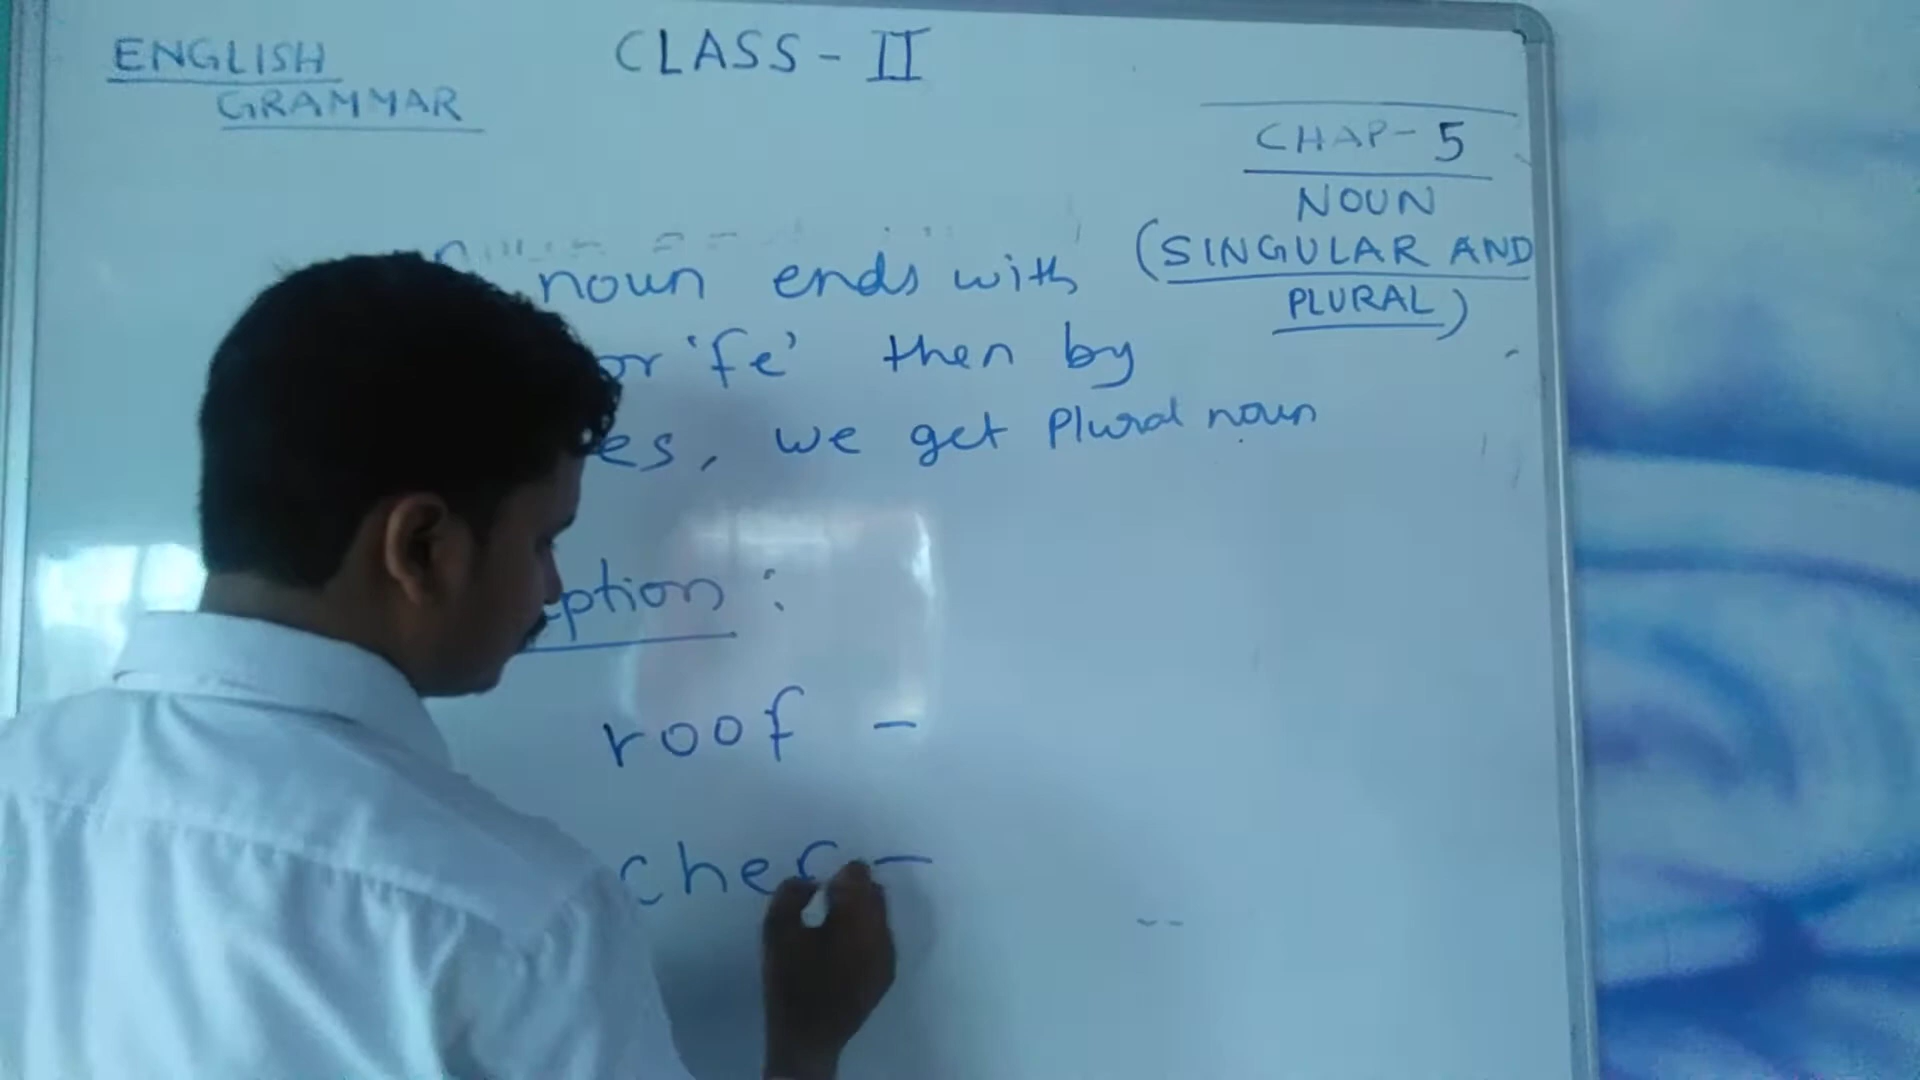 ENGLISH
GRAMMAR
CLASS - II
CHAP - 5
NOUN
(SINGULAR AND
PLURAL)
noun ends with
or 'fe' then by
es, we get Plural noun
ption :
roof -
chef -